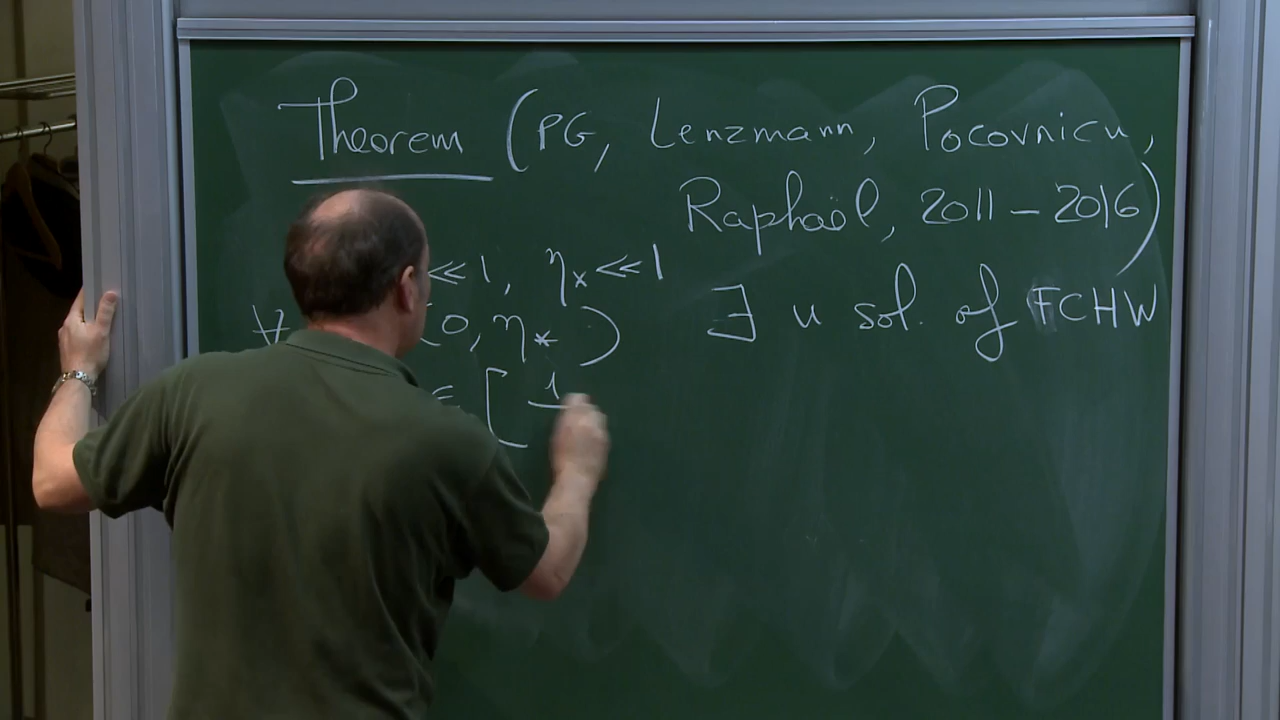 Theorem (PG, Lenzmann, Pocovnicu,
Raphaël, 2011 – 2016)
≪ 1, η* ≪ 1
∀ (0, η*) ∃ u sol. of FCHW
∈ [ 1